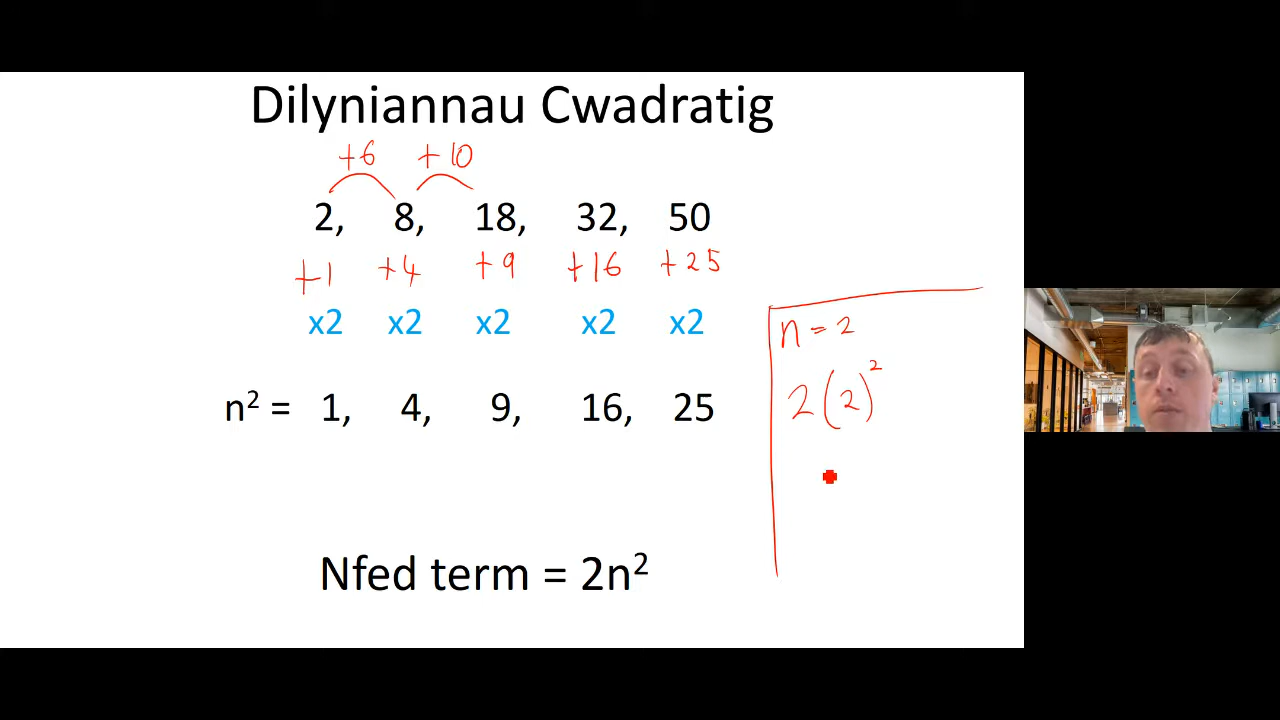 Dilyniannau Cwadratig
+6 +10
2, 8, 18, 32, 50
+1 +4 +9 +16 +25
x2 x2 x2 x2 x2
n² = 1, 4, 9, 16, 25
n = 2
2(2)²
Nfed term = 2n²